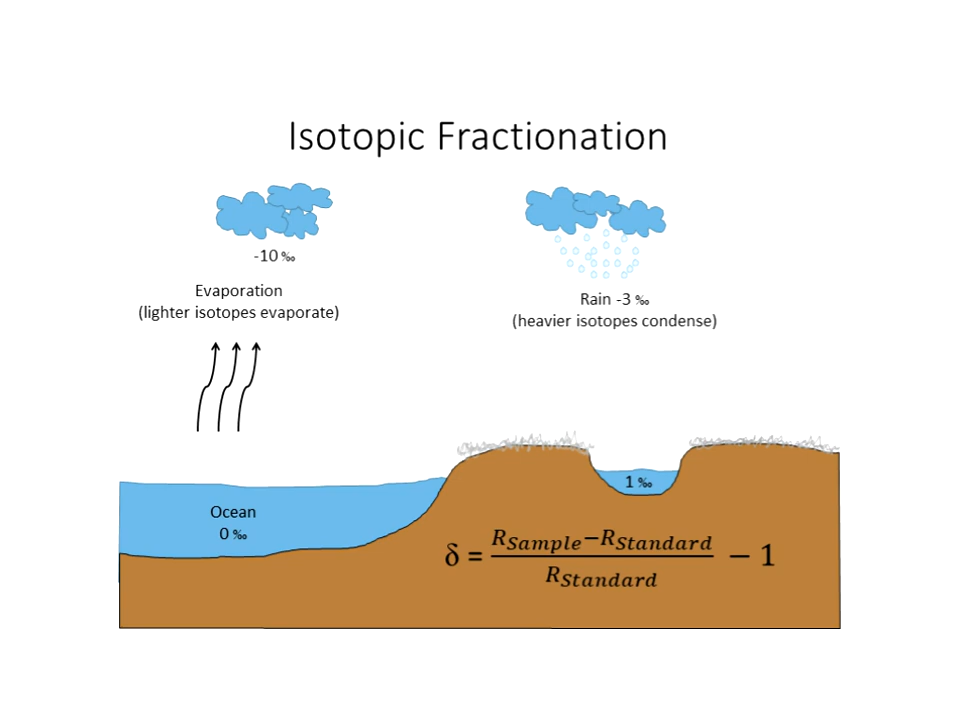 Isotopic Fractionation
-10 ‰
Evaporation
(lighter isotopes evaporate)
Rain -3 ‰
(heavier isotopes condense)
1 ‰
Ocean
0 ‰
δ = (R_Sample − R_Standard) / R_Standard − 1